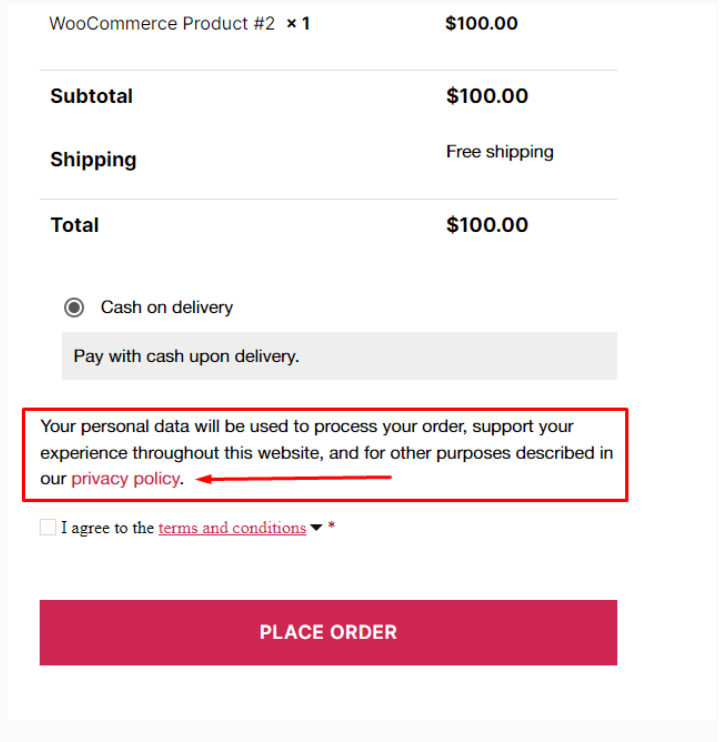 WooCommerce Product #2 × 1 $100.00
Subtotal $100.00
Shipping Free shipping
Total $100.00
Cash on delivery
Pay with cash upon delivery.
Your personal data will be used to process your order, support your
experience throughout this website, and for other purposes described in
our privacy policy.
I agree to the terms and conditions *
PLACE ORDER